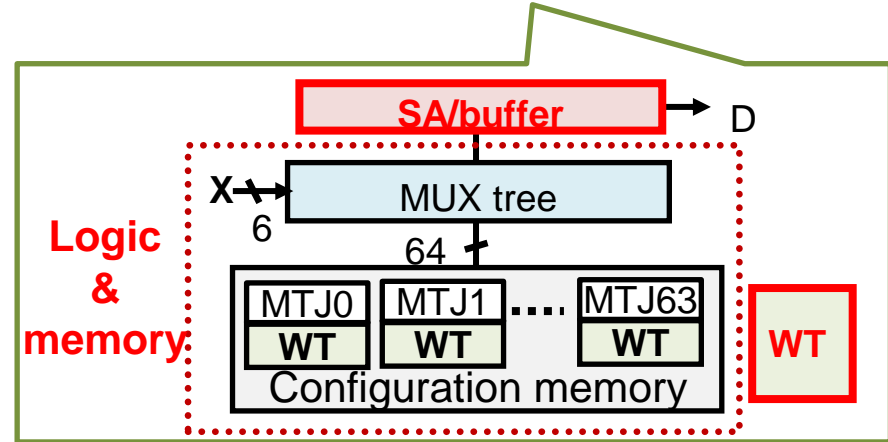 SA/buffer
D
X
6
MUX tree
64
Logic
&
memory
MTJ0 MTJ1 ···· MTJ63
WT WT WT
Configuration memory
WT